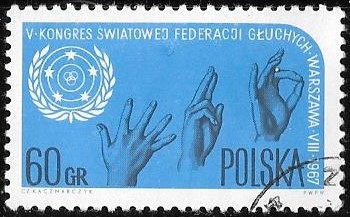 V·KONGRES ŚWIATOWEJ FEDERACJI GŁUCHYCH·WARSZAWA·VIII·1967
60 GR
POLSKA
CZ.KACZMARCZYK
PWPW